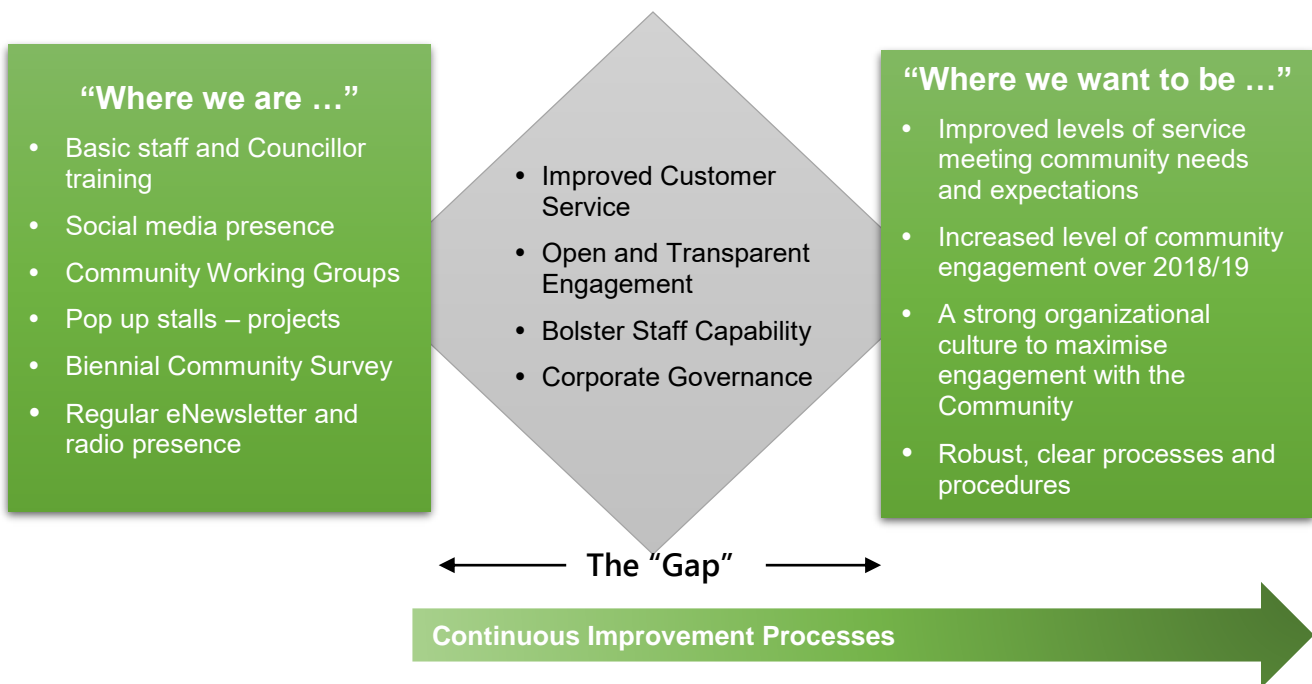 “Where we are …”
• Basic staff and Councillor
training
• Social media presence
• Community Working Groups
• Pop up stalls – projects
• Biennial Community Survey
• Regular eNewsletter and
radio presence
• Improved Customer
Service
• Open and Transparent
Engagement
• Bolster Staff Capability
• Corporate Governance
“Where we want to be …”
• Improved levels of service
meeting community needs
and expectations
• Increased level of community
engagement over 2018/19
• A strong organizational
culture to maximise
engagement with the
Community
• Robust, clear processes and
procedures
The “Gap”
Continuous Improvement Processes